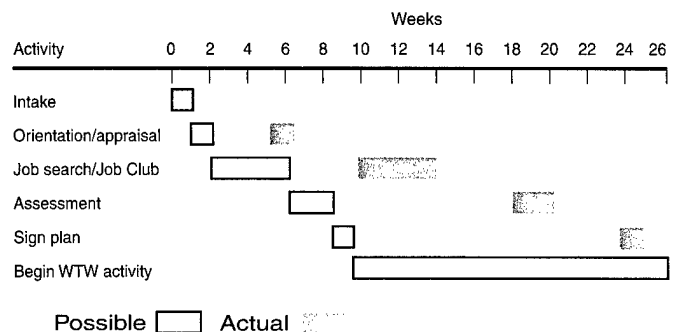 Weeks
Activity 0 2 4 6 8 10 12 14 16 18 20 22 24 26
Intake
Orientation/appraisal
Job search/Job Club
Assessment
Sign plan
Begin WTW activity
Possible Actual